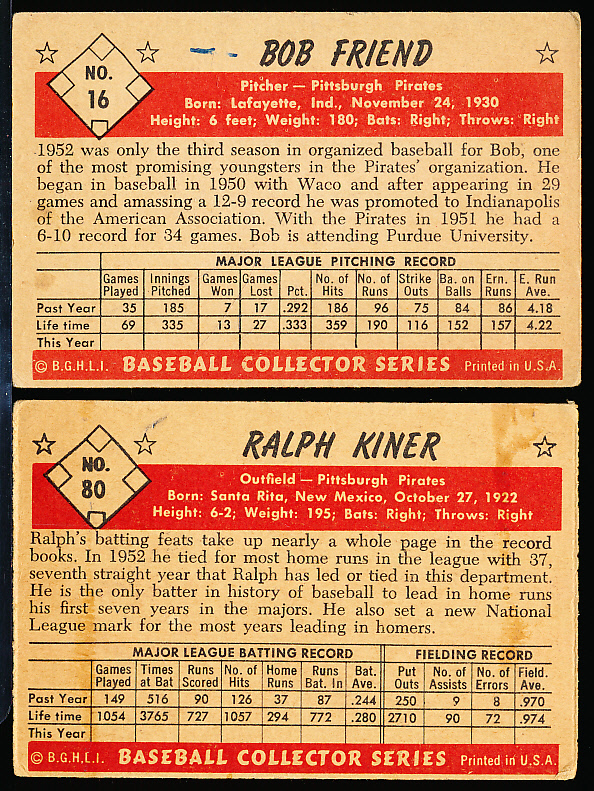 BOB FRIEND
NO. 16
Pitcher — Pittsburgh Pirates
Born: Lafayette, Ind., November 24, 1930
Height: 6 feet; Weight: 180; Bats: Right; Throws: Right
1952 was only the third season in organized baseball for Bob, one
of the most promising youngsters in the Pirates' organization. He
began in baseball in 1950 with Waco and after appearing in 29
games and amassing a 12-9 record he was promoted to Indianapolis
of the American Association. With the Pirates in 1951 he had a
6-10 record for 34 games. Bob is attending Purdue University.
MAJOR LEAGUE PITCHING RECORD
Games Innings Games Games No. of No. of Strike Ba. on Ern. E. Run
Played Pitched Won Lost Pct. Hits Runs Outs Balls Runs Ave.
Past Year 35 185 7 17 .292 186 96 75 84 86 4.18
Life time 69 335 13 27 .333 359 190 116 152 157 4.22
This Year
© B.G.H.L.I. BASEBALL COLLECTOR SERIES Printed in U.S.A.
RALPH KINER
NO. 80
Outfield — Pittsburgh Pirates
Born: Santa Rita, New Mexico, October 27, 1922
Height: 6-2; Weight: 195; Bats: Right; Throws: Right
Ralph's batting feats take up nearly a whole page in the record
books. In 1952 he tied for most home runs in the league with 37,
seventh straight year that Ralph has led or tied in this department.
He is the only batter in history of baseball to lead in home runs
his first seven years in the majors. He also set a new National
League mark for the most years leading in homers.
MAJOR LEAGUE BATTING RECORD FIELDING RECORD
Games Times Runs No. of Home Runs Bat. Put No. of No. of Field.
Played at Bat Scored Hits Runs Bat. In Ave. Outs Assists Errors Ave.
Past Year 149 516 90 126 37 87 .244 250 9 8 .970
Life time 1054 3765 727 1057 294 772 .280 2710 90 72 .974
This Year
© B.G.H.L.I. BASEBALL COLLECTOR SERIES Printed in U.S.A.